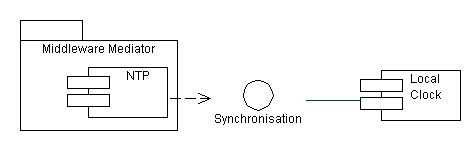 Middleware Mediator
NTP
Synchronisation
Local
Clock